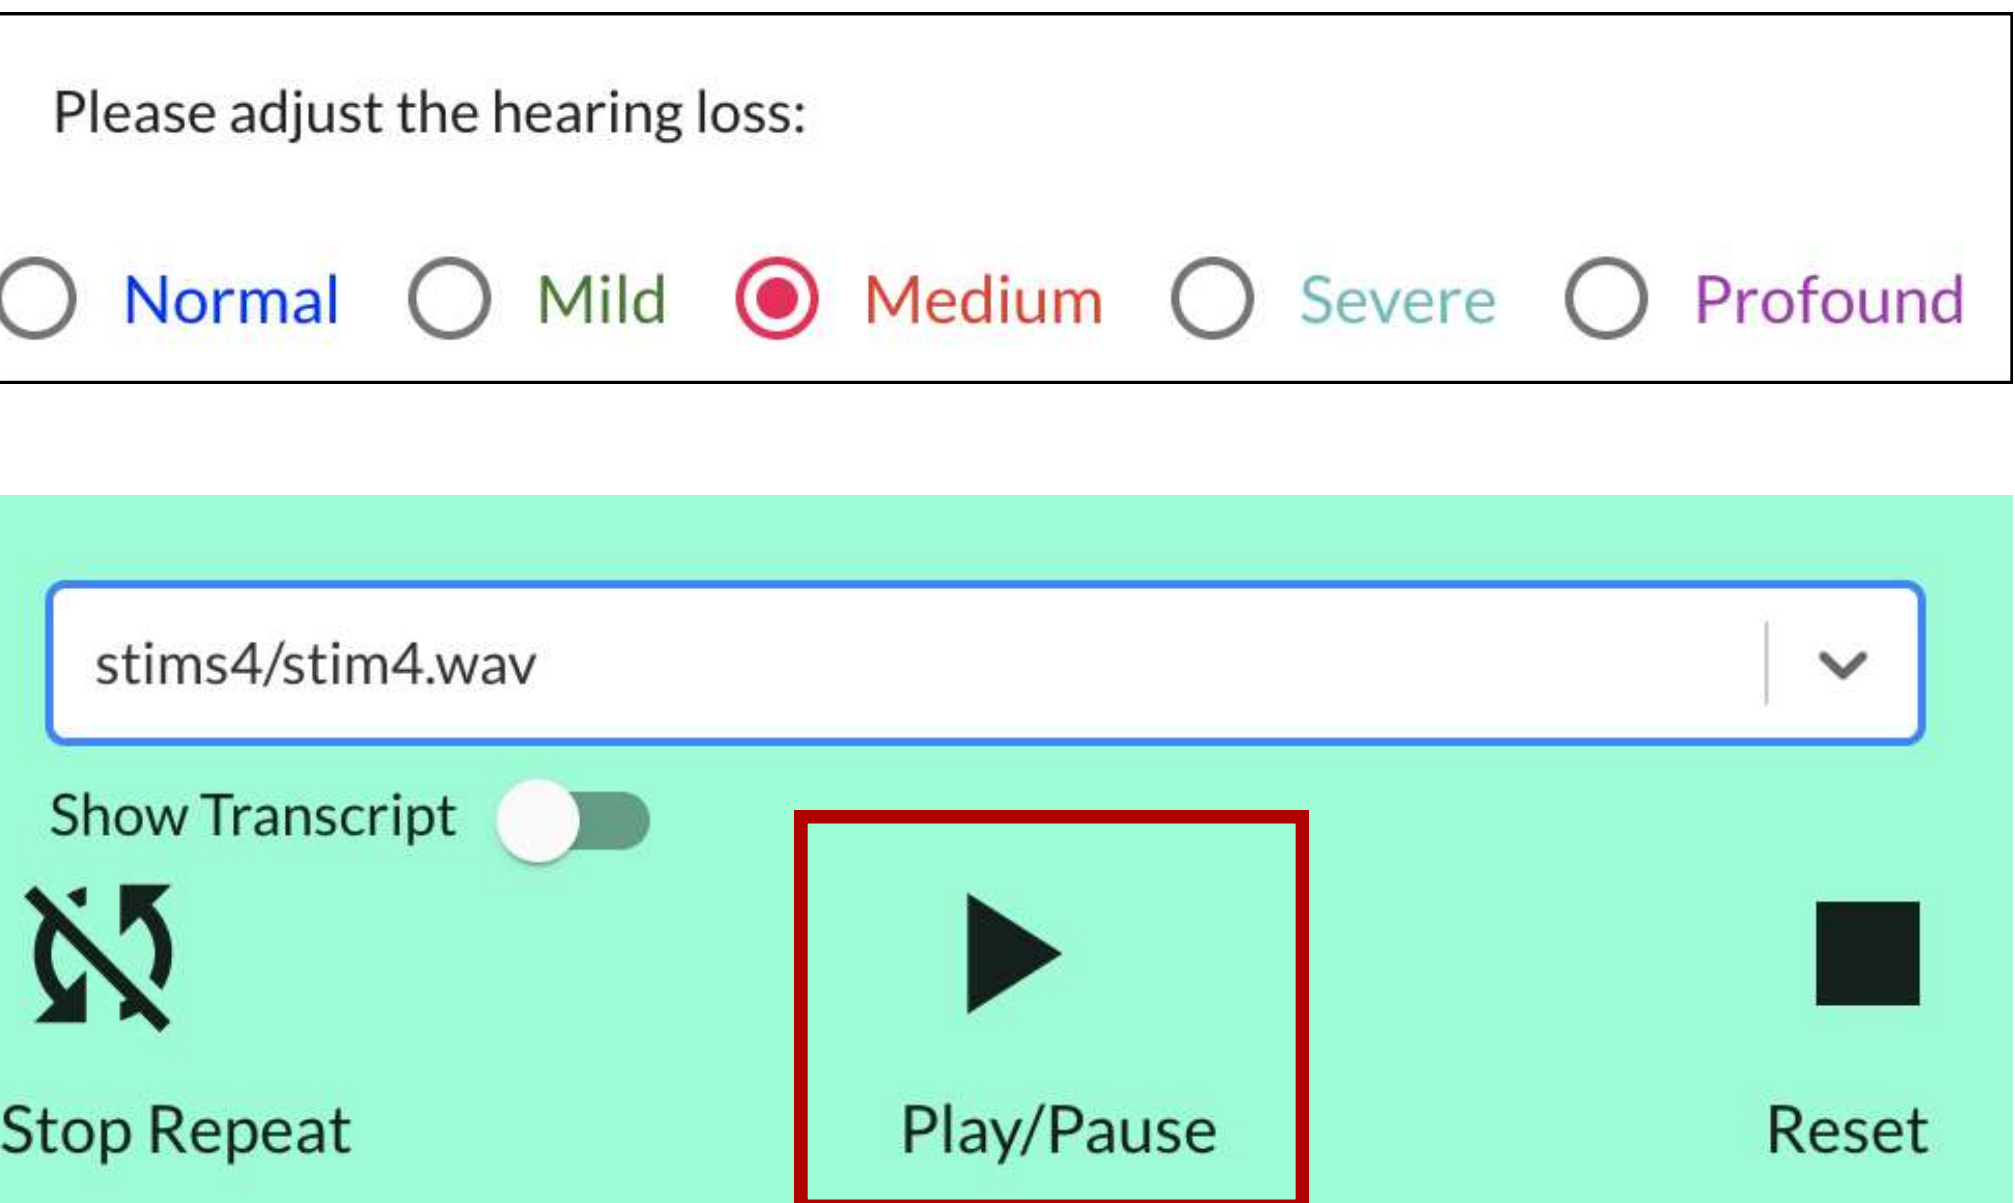 Please adjust the hearing loss:
Normal Mild Medium Severe Profound
stims4/stim4.wav
Show Transcript
Stop Repeat Play/Pause Reset